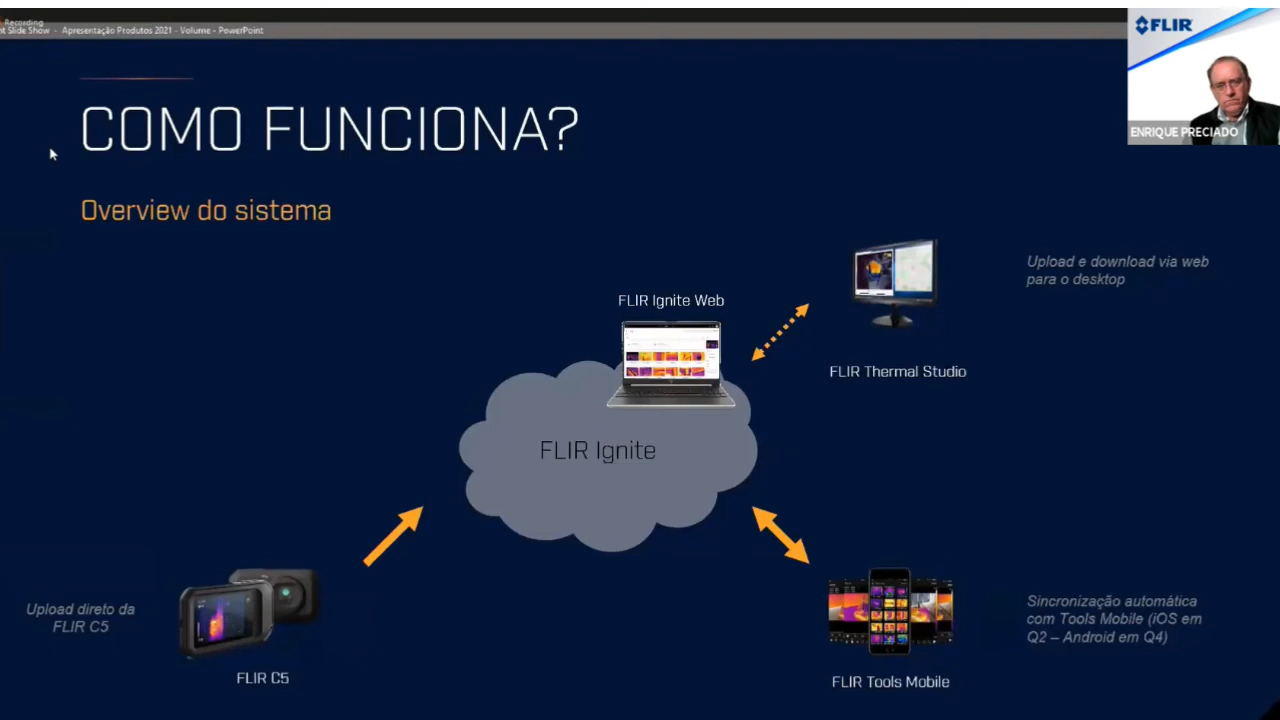 Recording
nt Slide Show - Apresentação Produtos 2021 - Volume - PowerPoint
FLIR
ENRIQUE PRECIADO
COMO FUNCIONA?
Overview do sistema
Upload e download via web
para o desktop
FLIR Ignite Web
FLIR Thermal Studio
FLIR Ignite
Upload direto da
FLIR C5
FLIR C5
Sincronização automática
com Tools Mobile (iOS em
Q2 – Android em Q4)
FLIR Tools Mobile